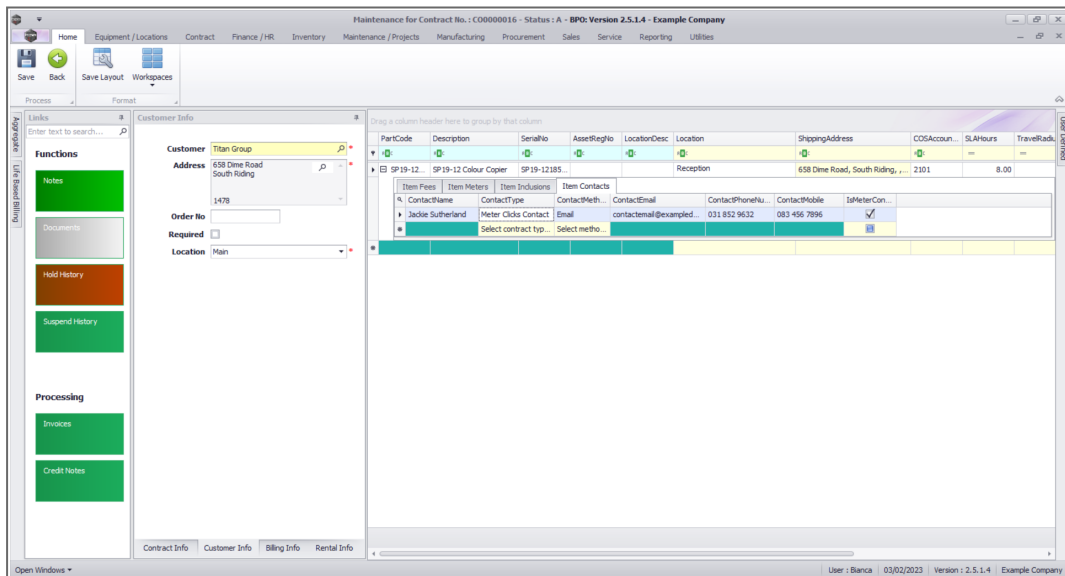 Maintenance for Contract No. : CO0000016 - Status : A - BPO: Version 2.5.1.4 - Example Company
Home Equipment / Locations Contract Finance / HR Inventory Maintenance / Projects Manufacturing Procurement Sales Service Reporting Utilities
Save Back Save Layout Workspaces
Process Format
Aggregate
Life Based Billing
Links
Enter text to search...
Functions
Notes
Documents
Hold History
Suspend History
Processing
Invoices
Credit Notes
Customer Info
Customer Titan Group *
Address 658 Dime Road *
South Riding
1478
Order No
Required
Location Main *
Contract Info Customer Info Billing Info Rental Info
Drag a column header here to group by that column
PartCode Description SerialNo AssetRegNo LocationDesc Location ShippingAddress COSAccoun... SLAHours TravelRadiu
SP19-12... SP19-12 Colour Copier SP19-12185... Reception 658 Dime Road, South Riding, ,... 2101 8.00
Item Fees Item Meters Item Inclusions Item Contacts
ContactName ContactType ContactMeth... ContactEmail ContactPhoneNu... ContactMobile IsMeterCon...
Jackie Sutherland Meter Clicks Contact Email contactemail@exampled... 031 852 9632 083 456 7896
Select contract typ... Select metho...
User Defined
Open Windows User : Bianca 03/02/2023 Version : 2.5.1.4 Example Company